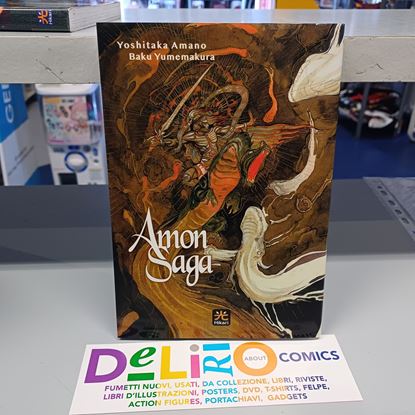 Yoshitaka Amano
Baku Yumemakura
Amon
Saga
光
Hikari
DeLiRiO
ABOUT
COMICS
FUMETTI NUOVI, USATI, DA COLLEZIONE, LIBRI, RIVISTE,
LIBRI D'ILLUSTRAZIONI, POSTERS, DVD, T-SHIRTS, FELPE,
ACTION FIGURES, PORTACHIAVI, GADGETS